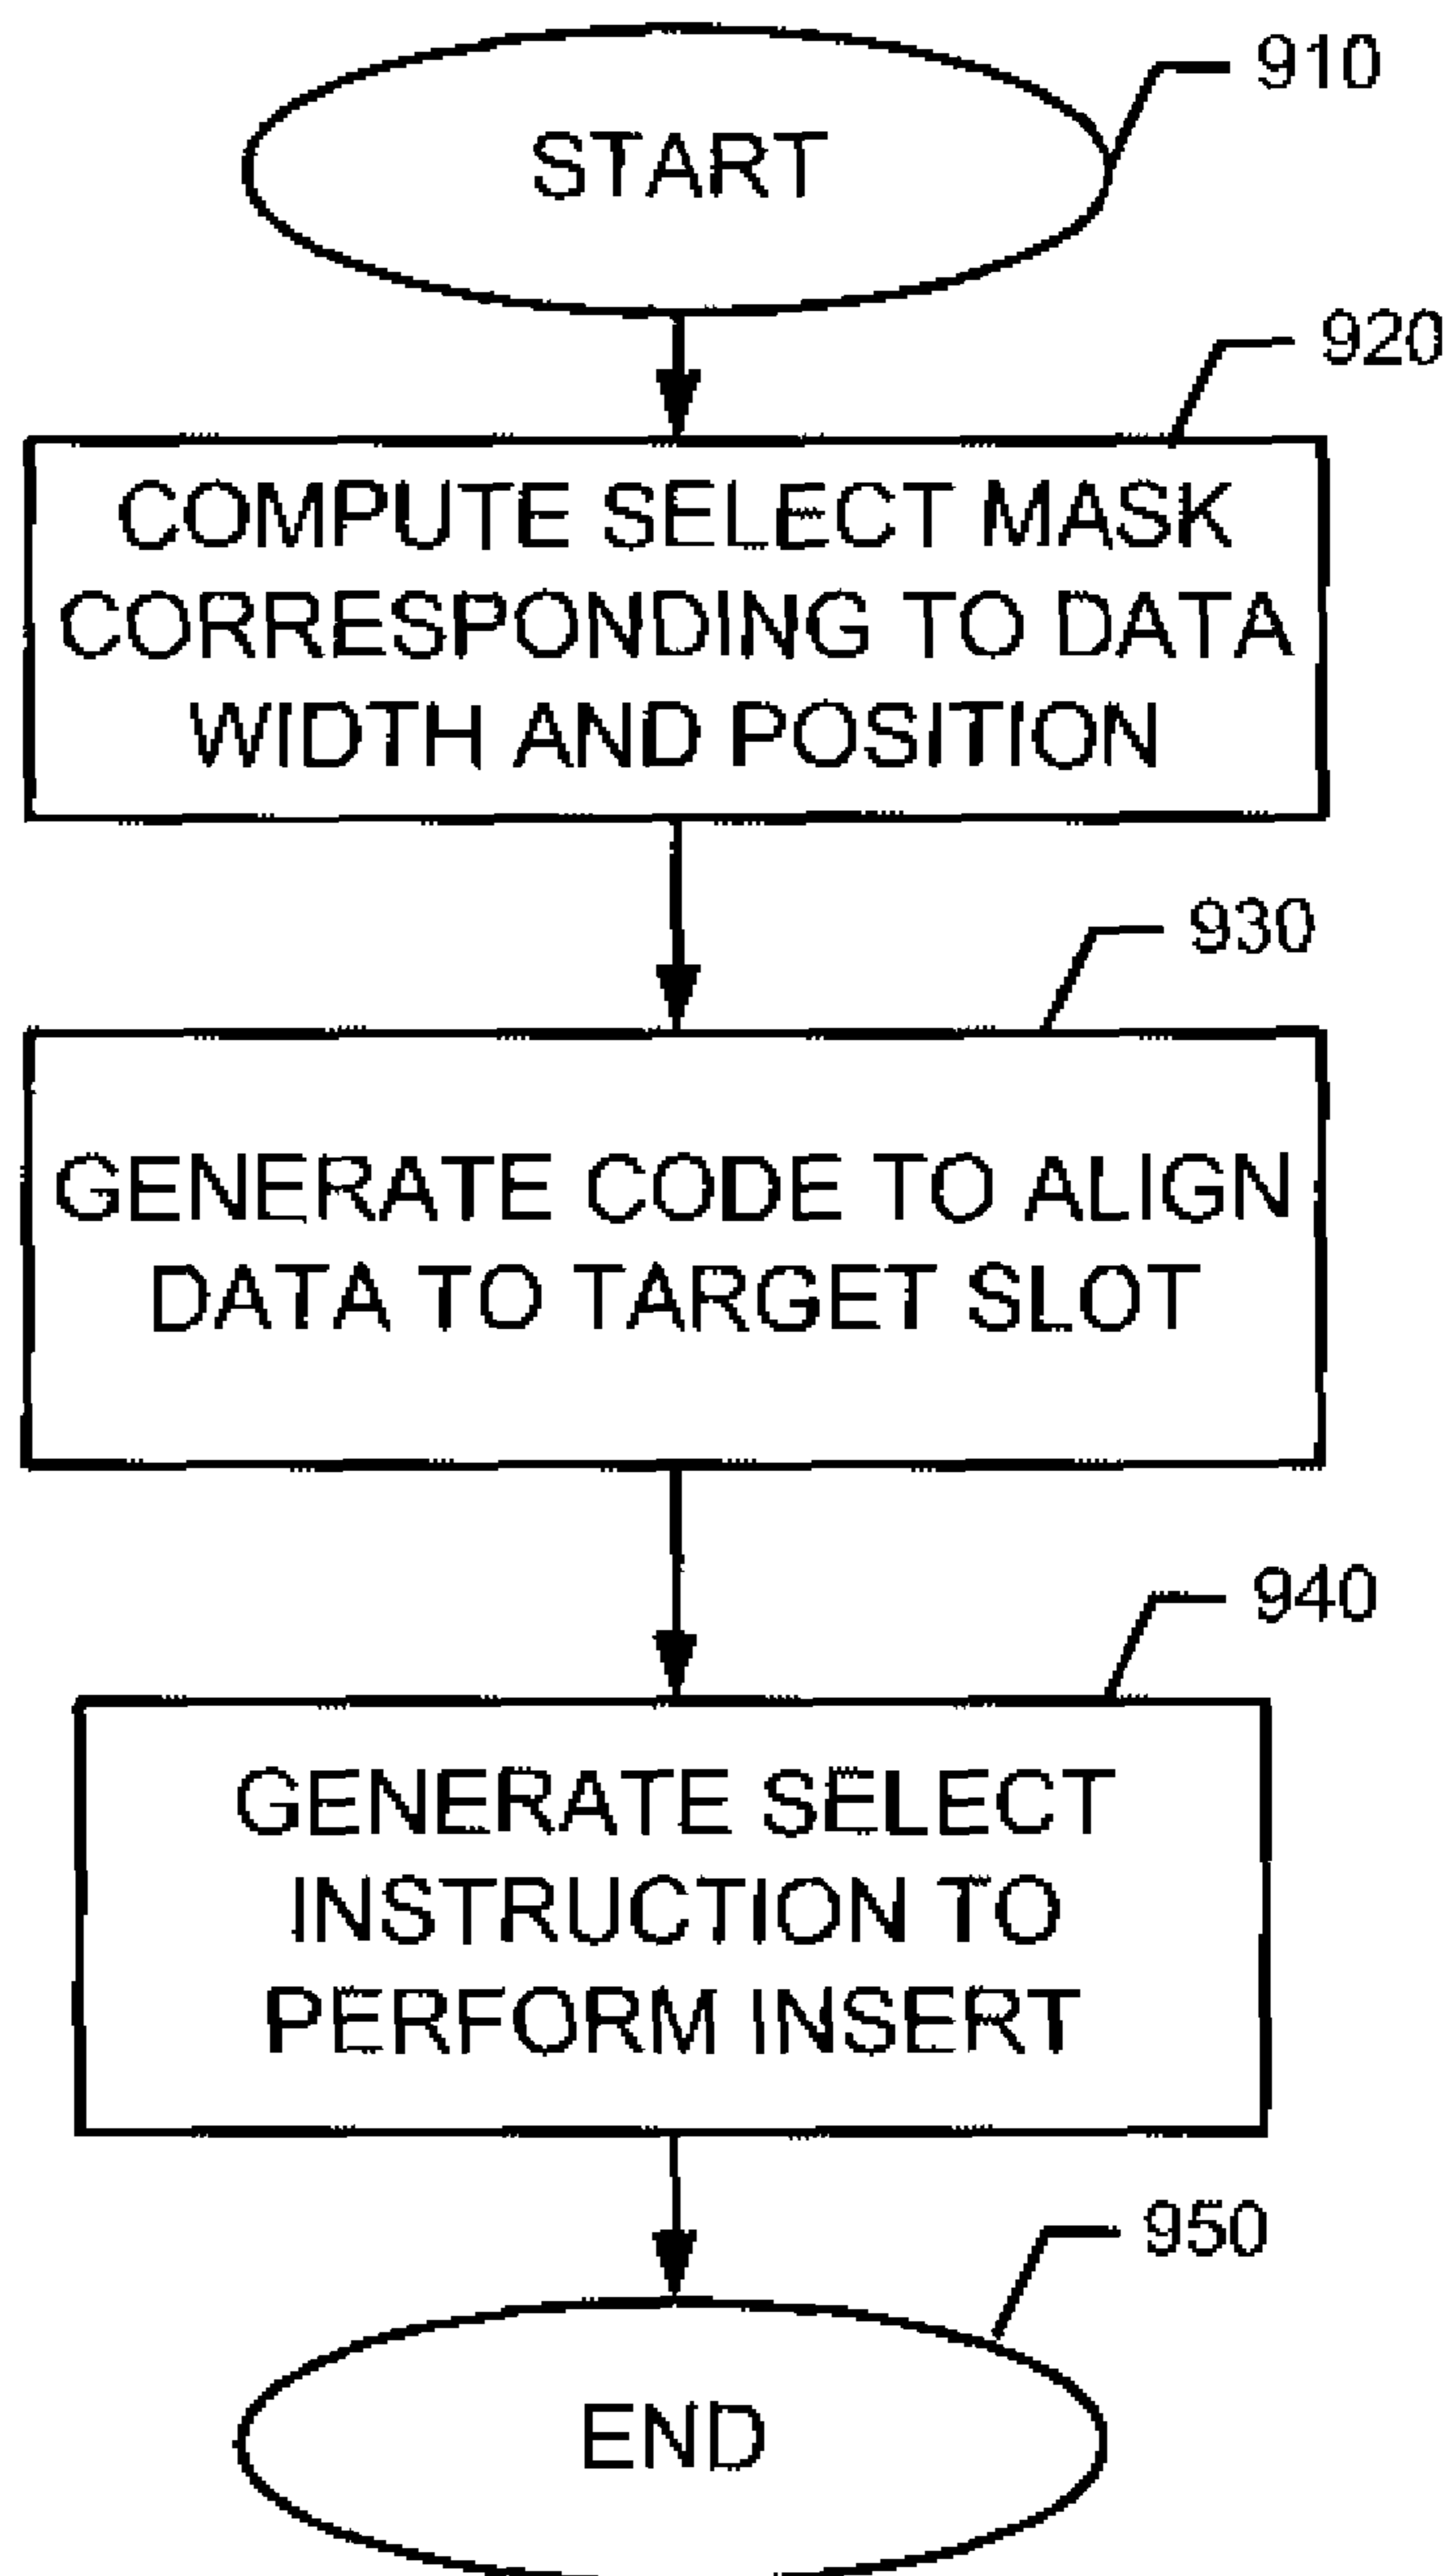 910
START
920
COMPUTE SELECT MASK
CORRESPONDING TO DATA
WIDTH AND POSITION
930
GENERATE CODE TO ALIGN
DATA TO TARGET SLOT
940
GENERATE SELECT
INSTRUCTION TO
PERFORM INSERT
950
END